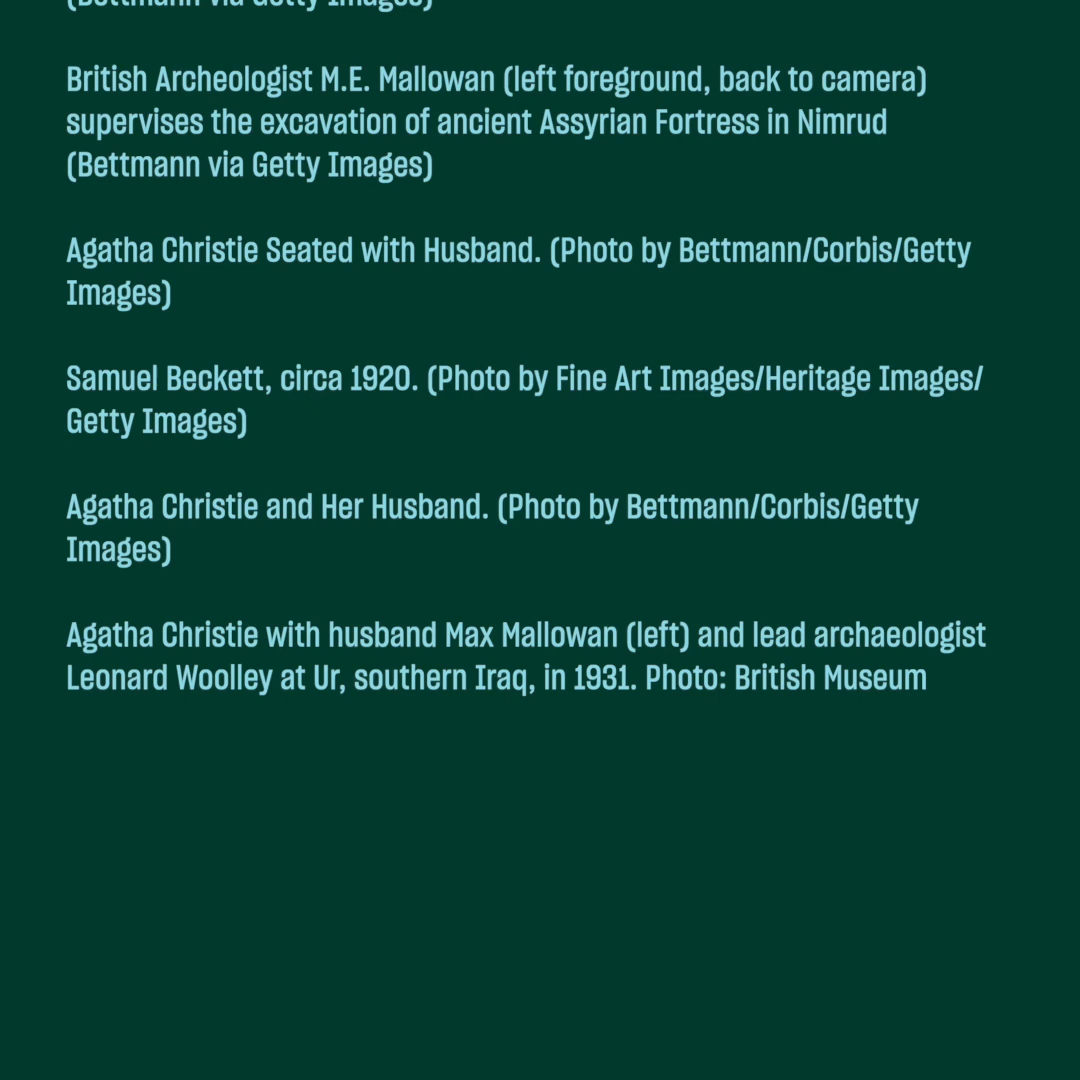 (Bettmann via Getty Images)
British Archeologist M.E. Mallowan (left foreground, back to camera)
supervises the excavation of ancient Assyrian Fortress in Nimrud
(Bettmann via Getty Images)
Agatha Christie Seated with Husband. (Photo by Bettmann/Corbis/Getty
Images)
Samuel Beckett, circa 1920. (Photo by Fine Art Images/Heritage Images/
Getty Images)
Agatha Christie and Her Husband. (Photo by Bettmann/Corbis/Getty
Images)
Agatha Christie with husband Max Mallowan (left) and lead archaeologist
Leonard Woolley at Ur, southern Iraq, in 1931. Photo: British Museum